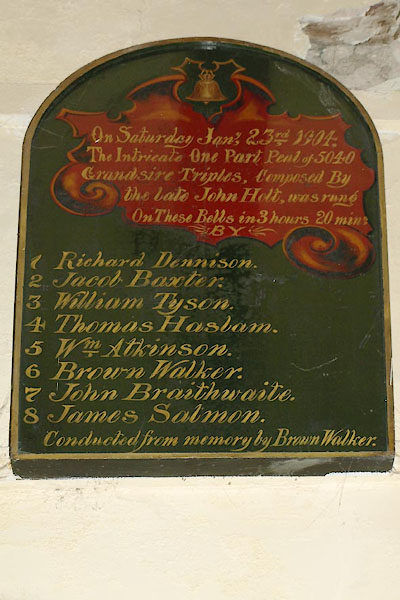 On Saturday Jany 23rd 1904.
The Intricate One Part Peal of 5040
Grandsire Triples, Composed By
the late John Holt, was rung
On These Bells in 3 hours 20 mins
BY
1 Richard Dennison.
2 Jacob Baxter.
3 William Tyson.
4 Thomas Haslam.
5 Wm Atkinson.
6 Brown Walker.
7 John Braithwaite.
8 James Salmon.
Conducted from memory by Brown Walker.